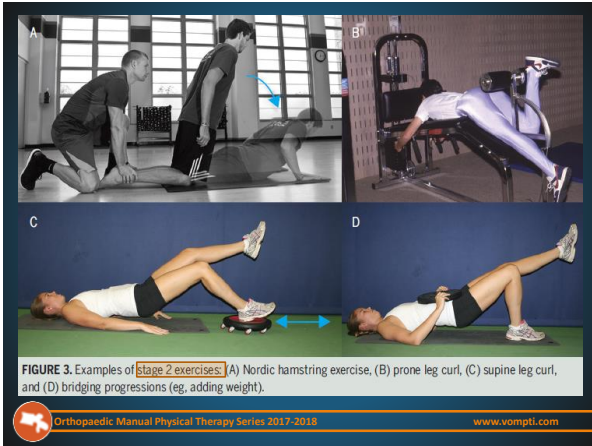 A
B
C
D
FIGURE 3. Examples of stage 2 exercises: (A) Nordic hamstring exercise, (B) prone leg curl, (C) supine leg curl,
and (D) bridging progressions (eg, adding weight).
Orthopaedic Manual Physical Therapy Series 2017-2018
www.vompti.com